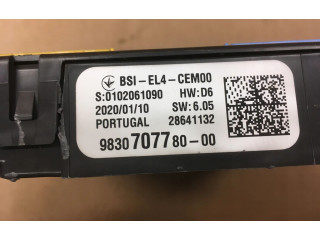 BSI-EL4-CEM00
S:0102061090 HW:D6
2020/01/10 SW: 6.05
PORTUGAL 28641132
9830707780-00